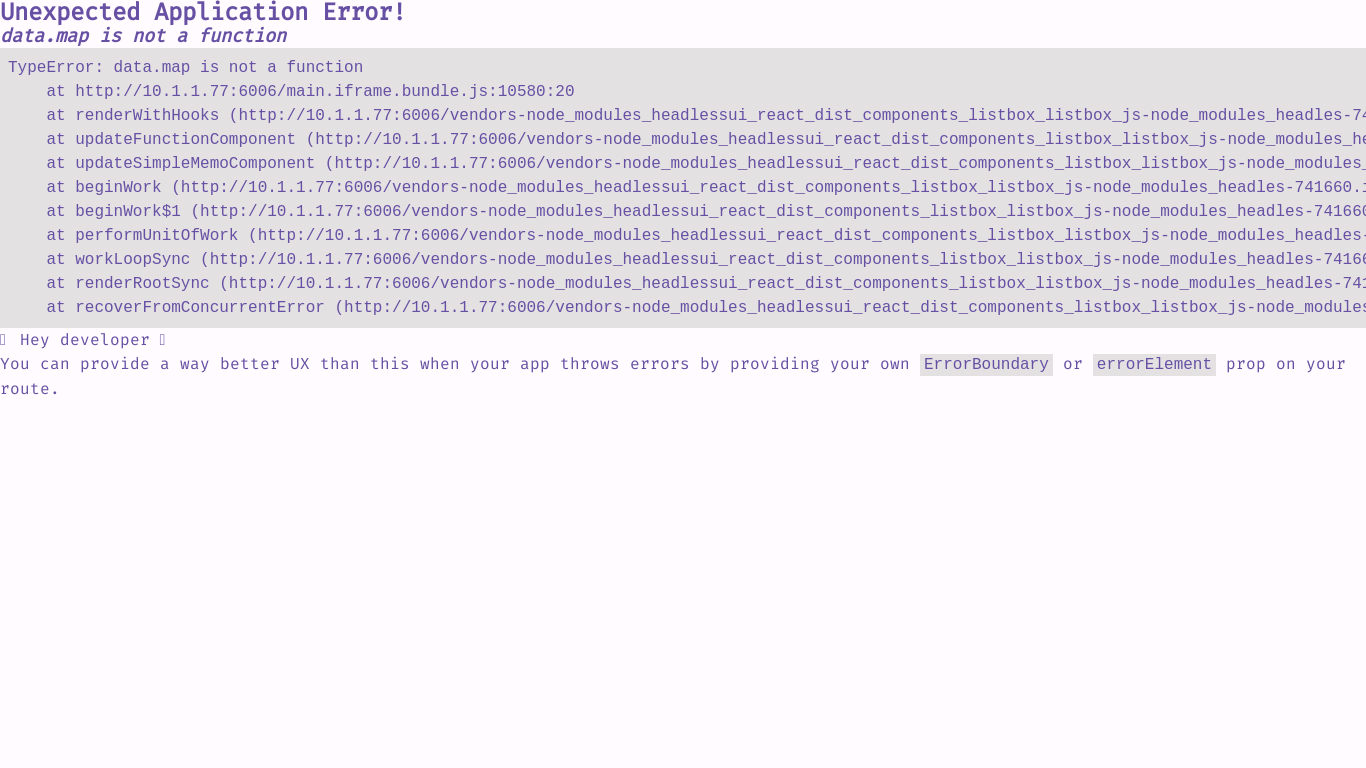 Unexpected Application Error!
data.map is not a function
TypeError: data.map is not a function
at http://10.1.1.77:6006/main.iframe.bundle.js:10580:20
at renderWithHooks (http://10.1.1.77:6006/vendors-node_modules_headlessui_react_dist_components_listbox_listbox_js-node_modules_headles-74
at updateFunctionComponent (http://10.1.1.77:6006/vendors-node_modules_headlessui_react_dist_components_listbox_listbox_js-node_modules_he
at updateSimpleMemoComponent (http://10.1.1.77:6006/vendors-node_modules_headlessui_react_dist_components_listbox_listbox_js-node_modules_
at beginWork (http://10.1.1.77:6006/vendors-node_modules_headlessui_react_dist_components_listbox_listbox_js-node_modules_headles-741660.i
at beginWork$1 (http://10.1.1.77:6006/vendors-node_modules_headlessui_react_dist_components_listbox_listbox_js-node_modules_headles-741660
at performUnitOfWork (http://10.1.1.77:6006/vendors-node_modules_headlessui_react_dist_components_listbox_listbox_js-node_modules_headles-
at workLoopSync (http://10.1.1.77:6006/vendors-node_modules_headlessui_react_dist_components_listbox_listbox_js-node_modules_headles-74166
at renderRootSync (http://10.1.1.77:6006/vendors-node_modules_headlessui_react_dist_components_listbox_listbox_js-node_modules_headles-741
at recoverFromConcurrentError (http://10.1.1.77:6006/vendors-node_modules_headlessui_react_dist_components_listbox_listbox_js-node_modules
Hey developer
You can provide a way better UX than this when your app throws errors by providing your own ErrorBoundary or errorElement prop on your
route.